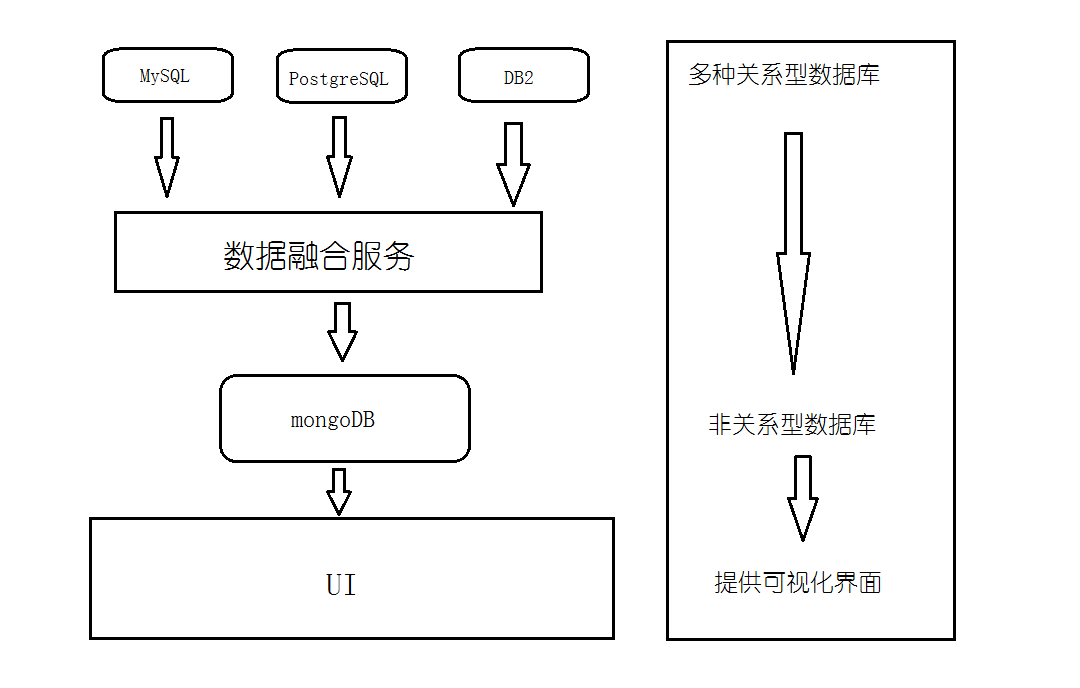 MySQL
PostgreSQL
DB2
数据融合服务
mongoDB
UI
多种关系型数据库
非关系型数据库
提供可视化界面